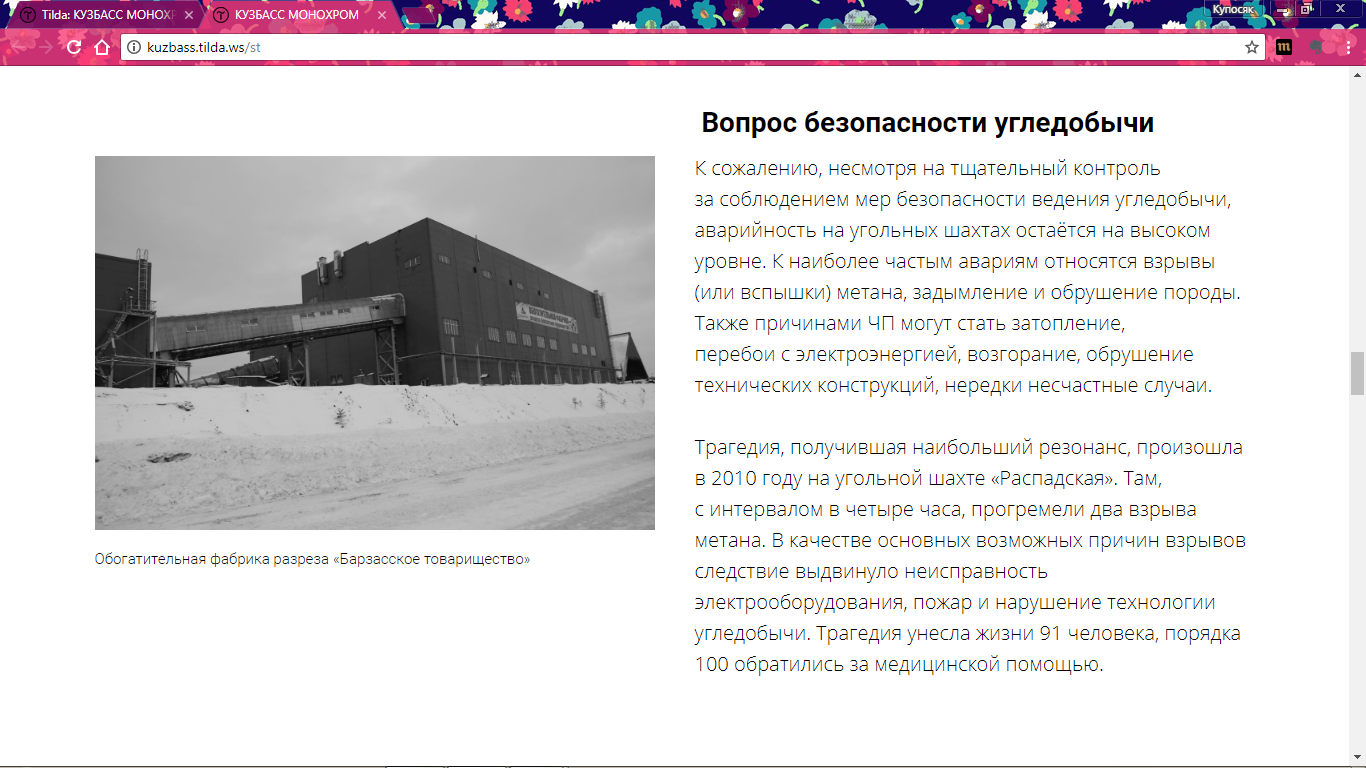 Tilda: КУЗБАСС МОНОХР
КУЗБАСС МОНОХРОМ
Купосяк
kuzbass.tilda.ws/st
m
Вопрос безопасности угледобычи
К сожалению, несмотря на тщательный контроль
за соблюдением мер безопасности ведения угледобычи,
аварийность на угольных шахтах остаётся на высоком
уровне. К наиболее частым авариям относятся взрывы
(или вспышки) метана, задымление и обрушение породы.
Также причинами ЧП могут стать затопление,
перебои с электроэнергией, возгорание, обрушение
технических конструкций, нередки несчастные случаи.
Трагедия, получившая наибольший резонанс, произошла
в 2010 году на угольной шахте «Распадская». Там,
с интервалом в четыре часа, прогремели два взрыва
метана. В качестве основных возможных причин взрывов
следствие выдвинуло неисправность
электрооборудования, пожар и нарушение технологии
угледобычи. Трагедия унесла жизни 91 человека, порядка
100 обратились за медицинской помощью.
Обогатительная фабрика разреза «Барзасское товарищество»